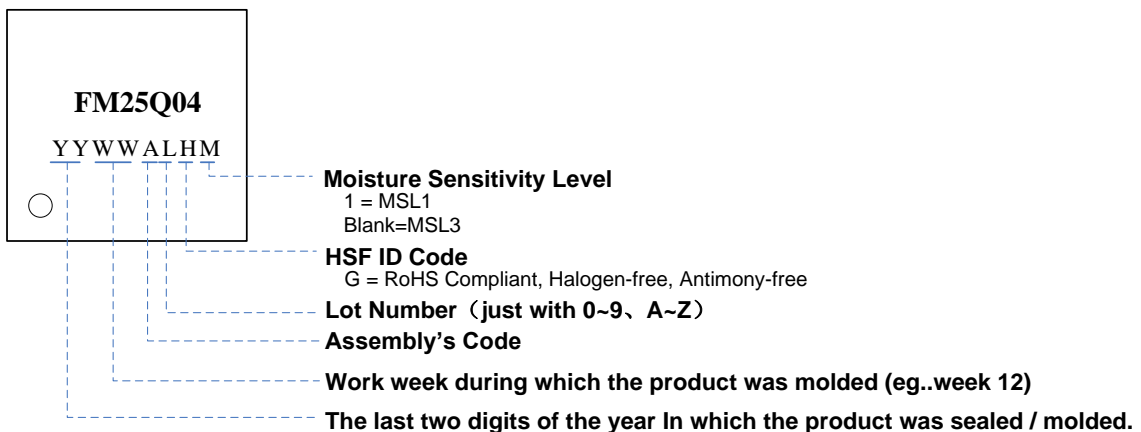 FM25Q04
YYWWALHM
Moisture Sensitivity Level
1 = MSL1
Blank=MSL3
HSF ID Code
G = RoHS Compliant, Halogen-free, Antimony-free
Lot Number（just with 0~9、A~Z）
Assembly's Code
Work week during which the product was molded (eg..week 12)
The last two digits of the year In which the product was sealed / molded.